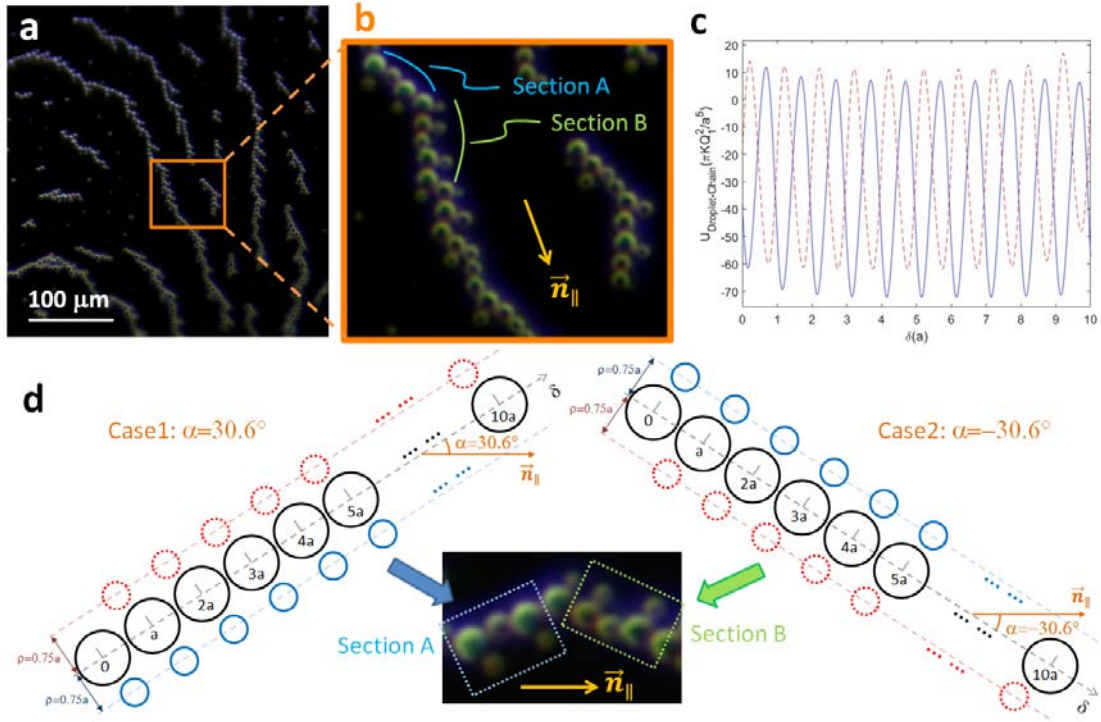 a
100 μm
b
Section A
Section B
n∥
c
20
10
0
-10
-20
-30
-40
-50
-60
-70
U_Droplet-Chain(πKQ₁²/a⁵)
0 1 2 3 4 5 6 7 8 9 10
δ(a)
d
Case1: α=30.6°
ρ=0.75a
ρ=0.75a
0
a
2a
3a
4a
5a
10a
δ
α=30.6°
n∥
Case2: α=−30.6°
ρ=0.75a
ρ=0.75a
0
a
2a
3a
4a
5a
10a
δ
n∥
α=−30.6°
Section A
Section B
n∥